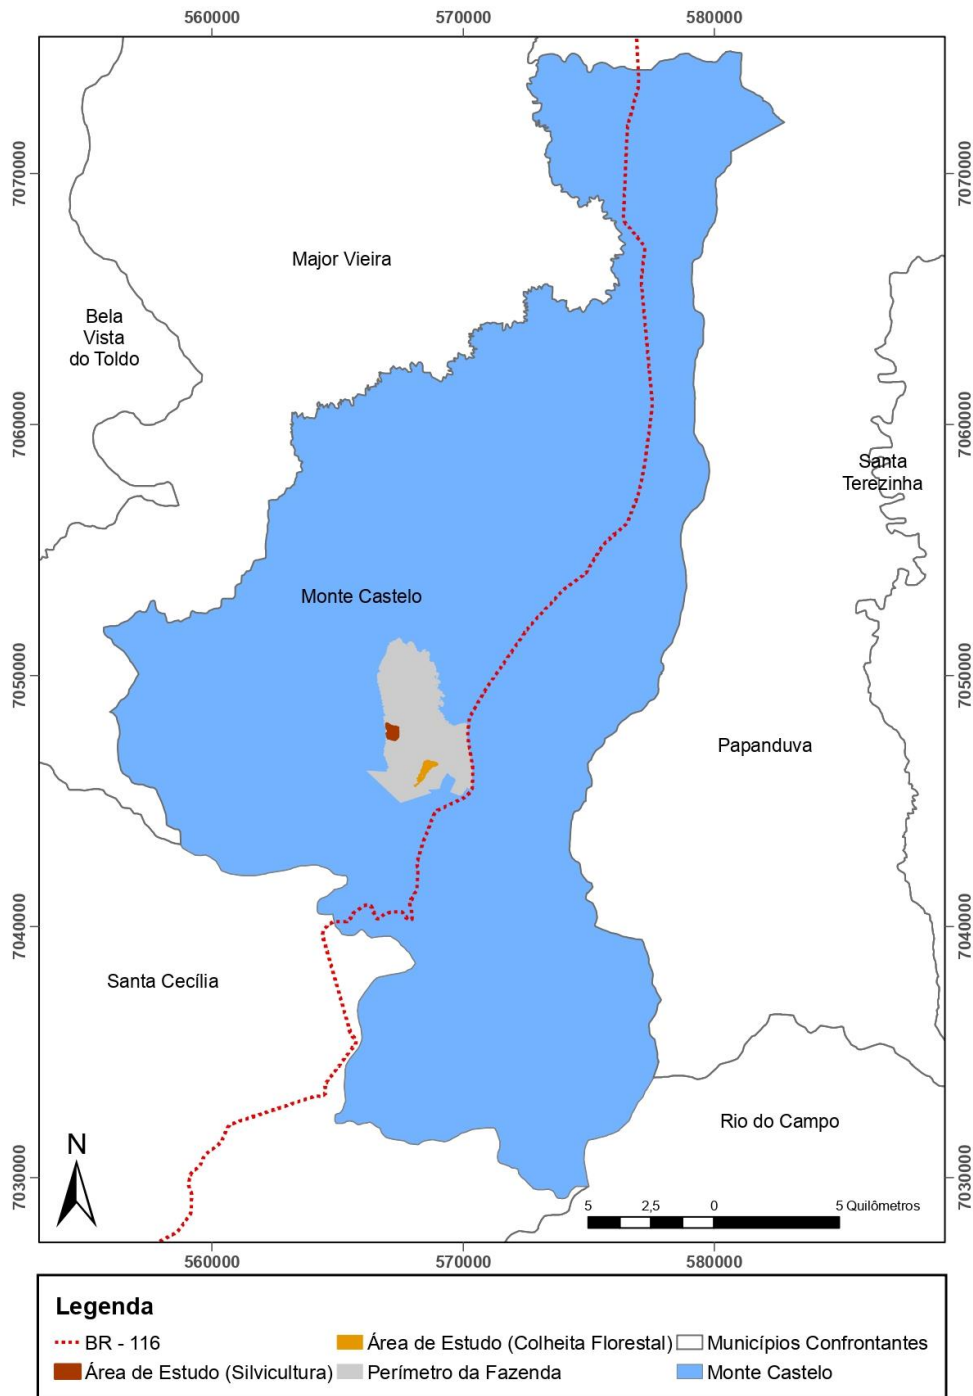 560000 570000 580000
7070000 7070000
Major Vieira
Bela
Vista
do Toldo
7060000 7060000
Santa
Terezinha
Monte Castelo
7050000 7050000
Papanduva
7040000 7040000
Santa Cecília
Rio do Campo
N
7030000 7030000
5 2,5 0 5 Quilômetros
560000 570000 580000
Legenda
BR - 116 Área de Estudo (Colheita Florestal) Municípios Confrontantes
Área de Estudo (Silvicultura) Perímetro da Fazenda Monte Castelo